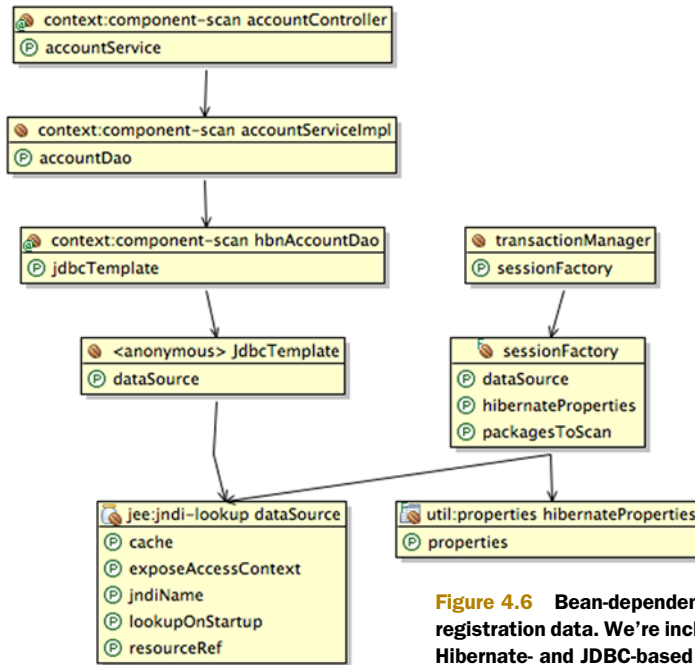 context:component-scan accountController
accountService
context:component-scan accountServiceImpl
accountDao
context:component-scan hbnAccountDao
jdbcTemplate
transactionManager
sessionFactory
<anonymous> JdbcTemplate
dataSource
sessionFactory
dataSource
hibernateProperties
packagesToScan
jee:jndi-lookup dataSource
cache
exposeAccessContext
jndiName
lookupOnStartup
resourceRef
util:properties hibernateProperties
properties
Figure 4.6 Bean-dependen
registration data. We're incl
Hibernate- and JDBC-based